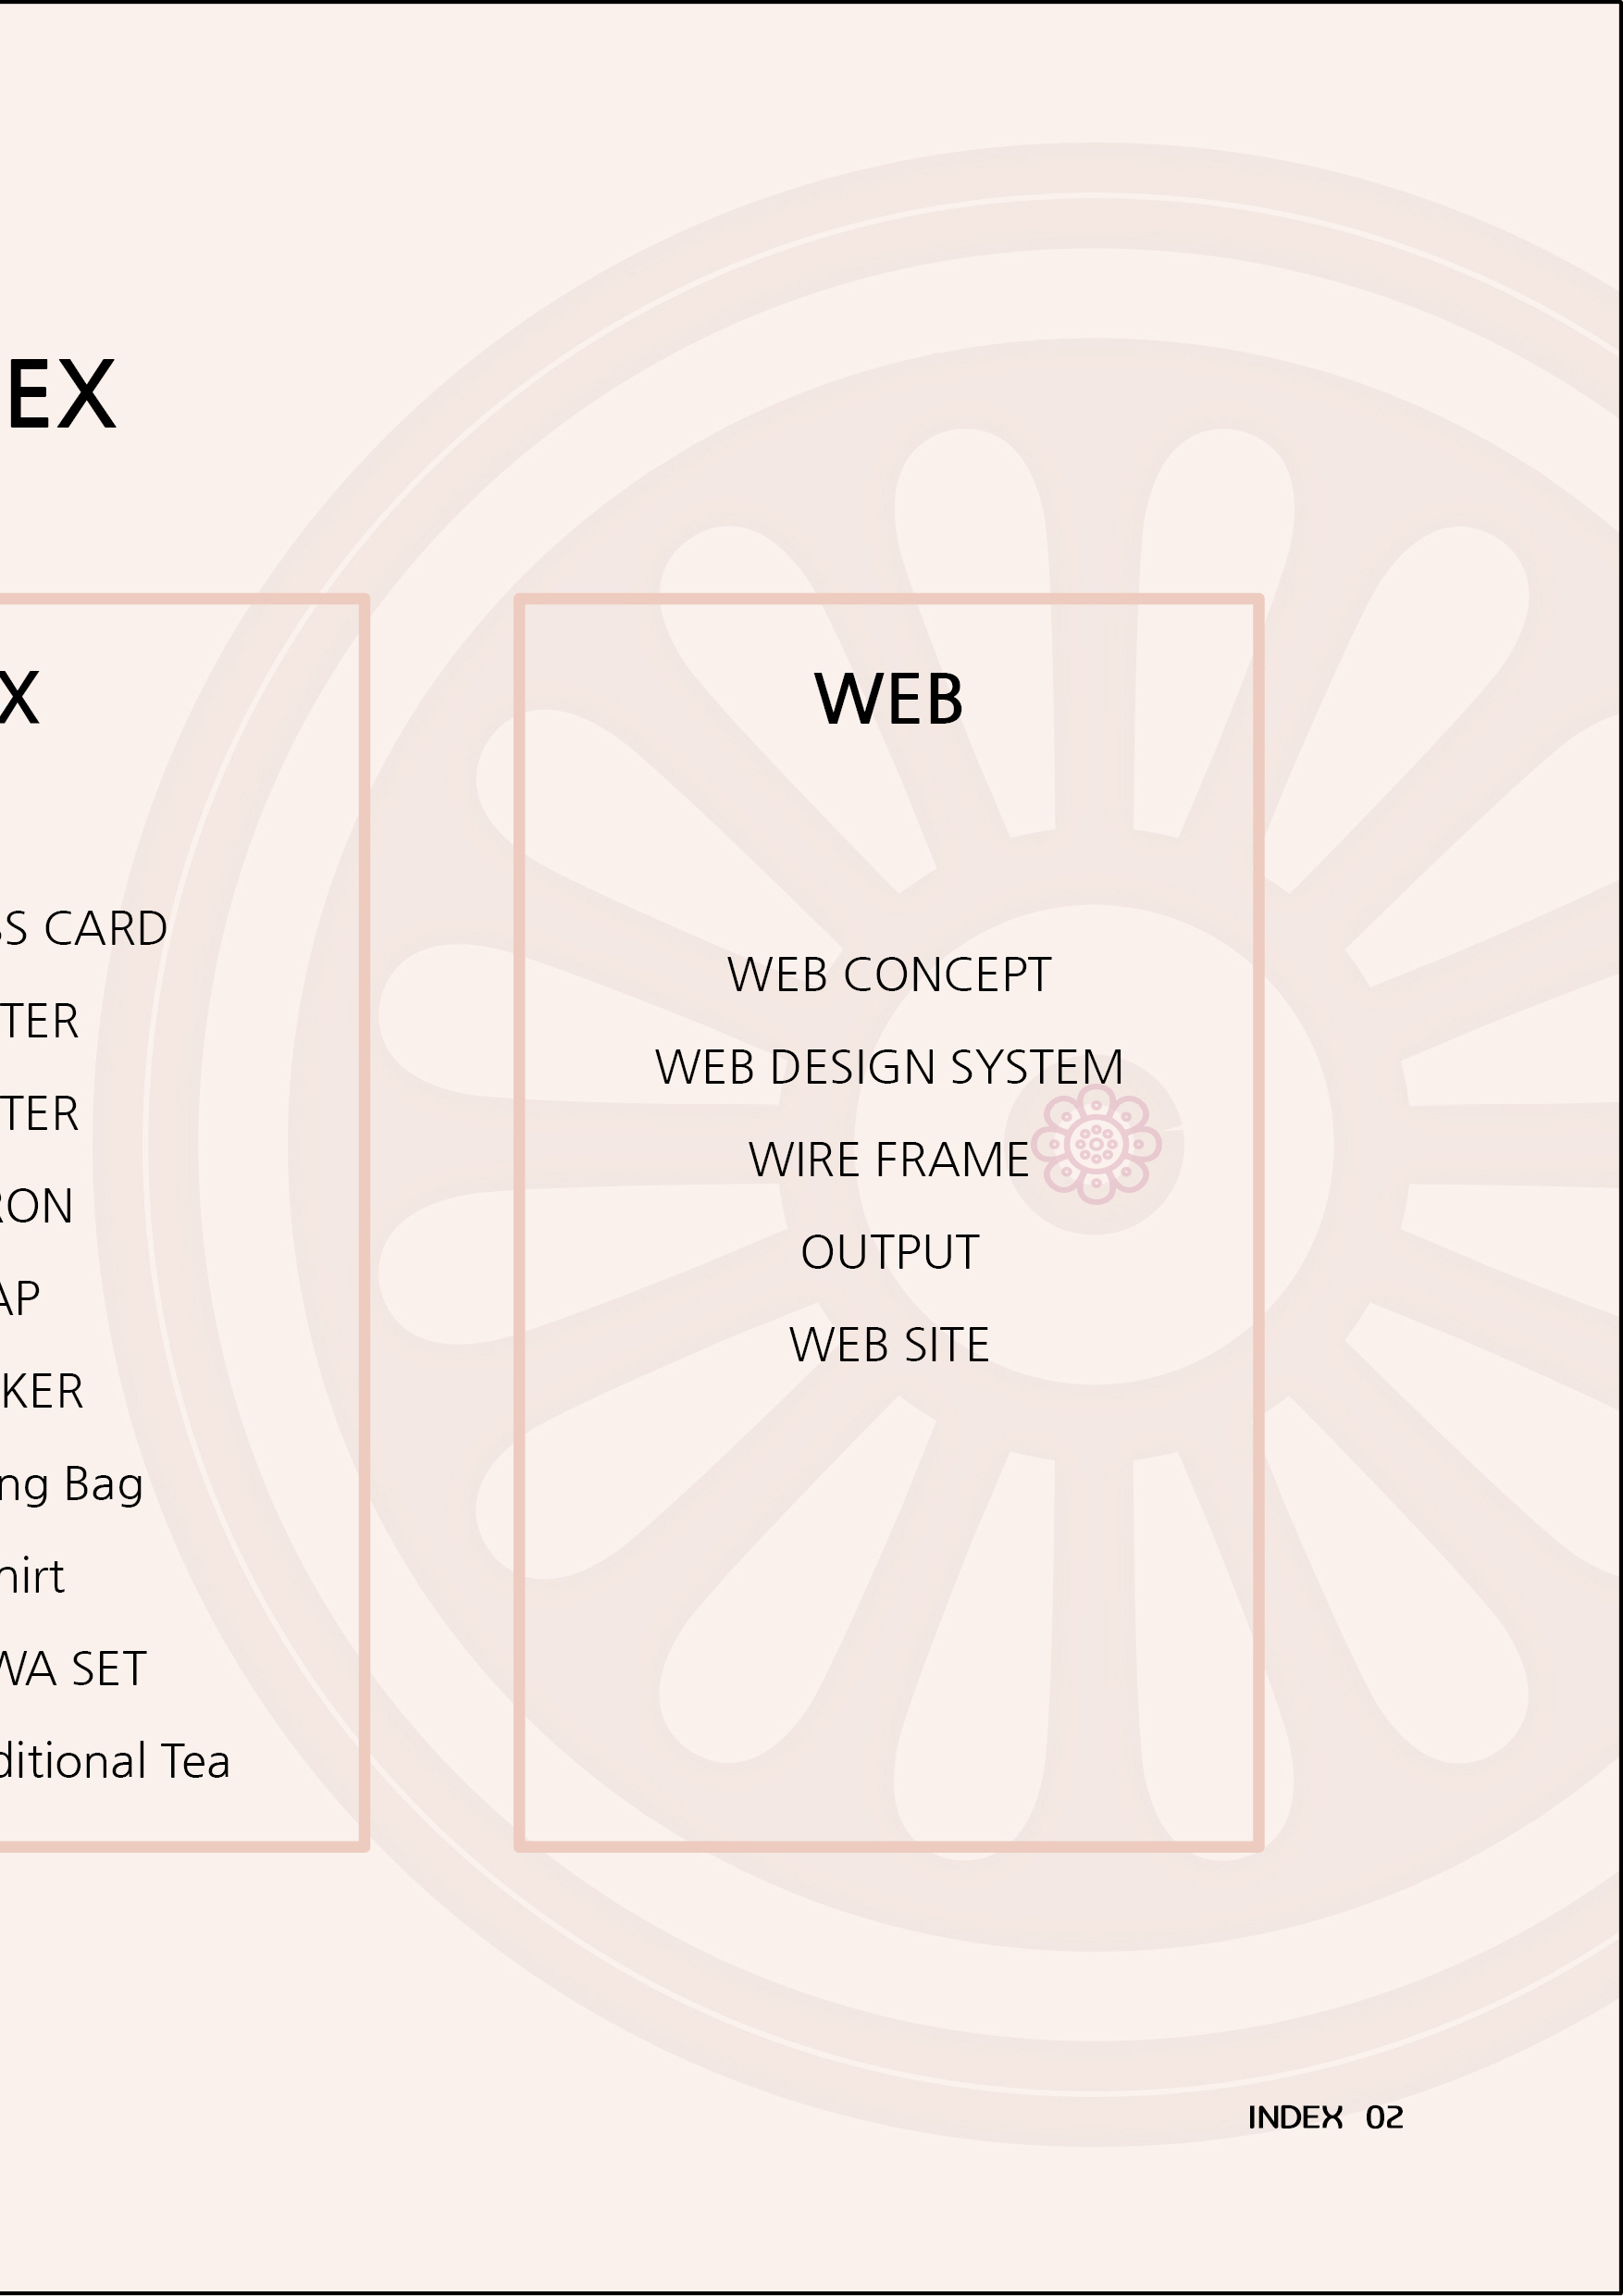 EX
X
CARD
TER
TER
RON
AP
KER
ng Bag
hirt
WA SET
ditional Tea
WEB
WEB CONCEPT
WEB DESIGN SYSTEM
WIRE FRAME
OUTPUT
WEB SITE
INDEX 02